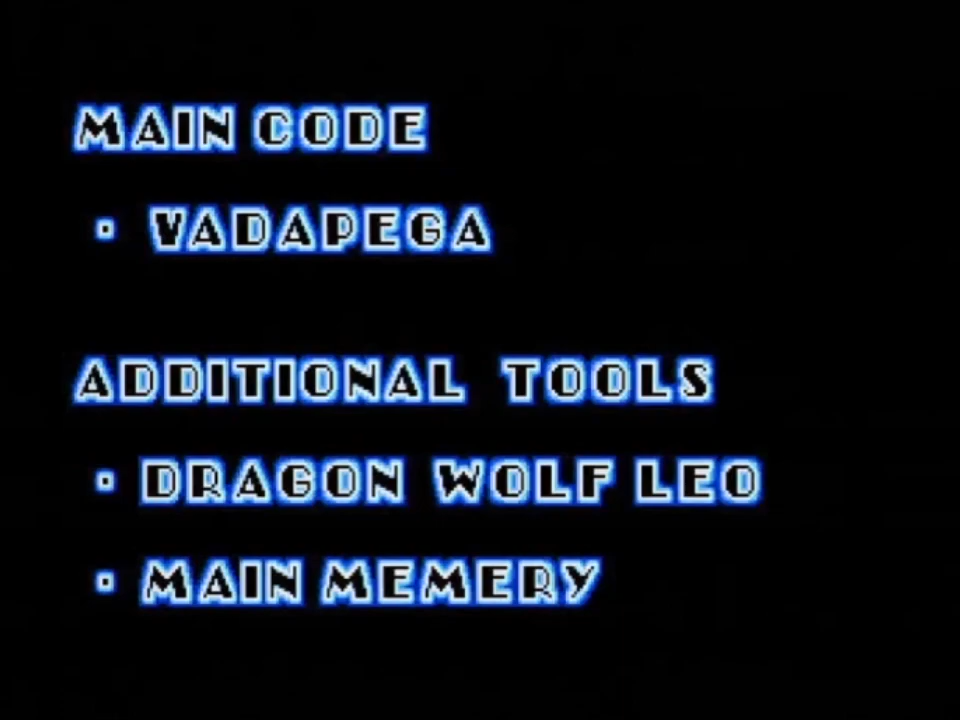 MAIN CODE
· VADAPEGA
ADDITIONAL TOOLS
· DRAGON WOLF LEO
· MAIN MEMERY